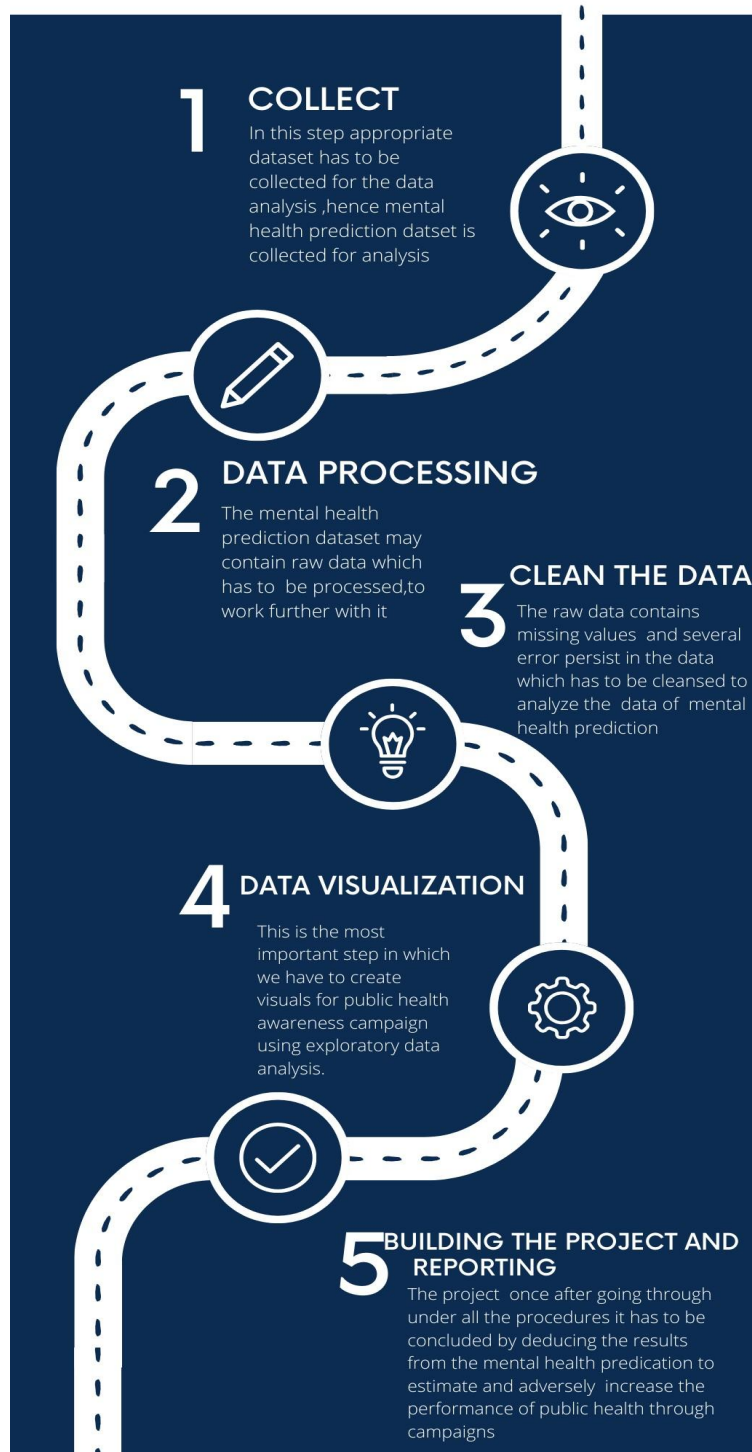 1
COLLECT
In this step appropriate
dataset has to be
collected for the data
analysis ,hence mental
health prediction datset is
collected for analysis
2
DATA PROCESSING
The mental health
prediction dataset may
contain raw data which
has to  be processed,to
work further with it
3
CLEAN THE DATA
The raw data contains
missing values  and several
error persist in the data
which has to be cleansed to
analyze the  data of  mental
health prediction
4
DATA VISUALIZATION
This is the most
important step in which
we have to create
visuals for public health
awareness campaign
using exploratory data
analysis.
5
BUILDING THE PROJECT AND
REPORTING
The project  once after going through
under all the procedures it has to be
concluded by deducing the results
from the mental health predication to
estimate and adversely  increase the
performance of public health through
campaigns